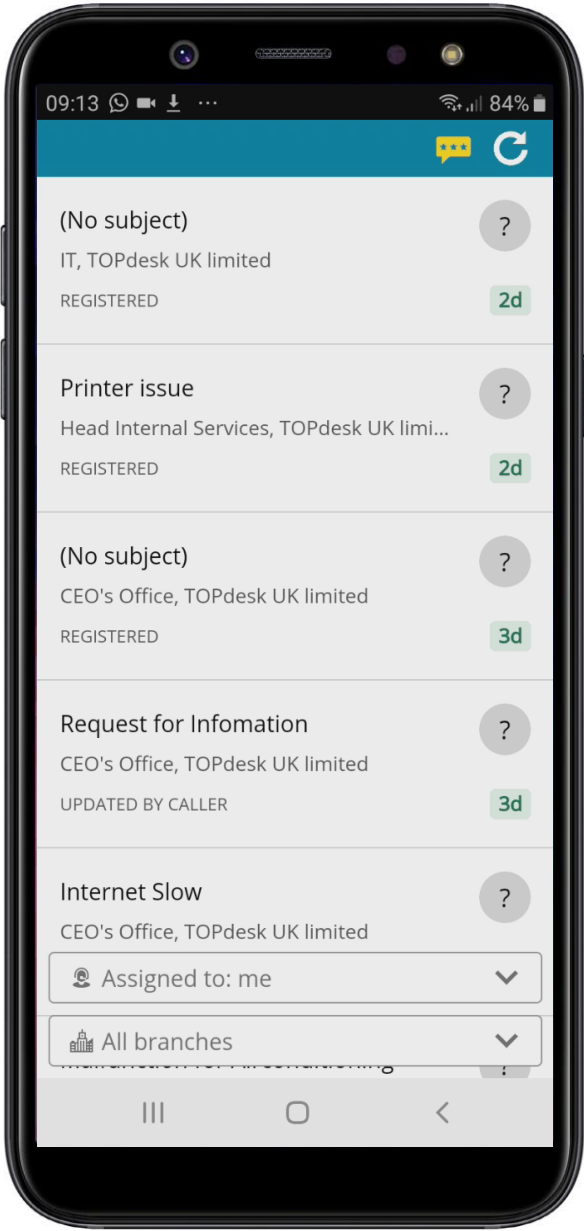 09:13 ... 84%
(No subject) ?
IT, TOPdesk UK limited
REGISTERED 2d
Printer issue ?
Head Internal Services, TOPdesk UK limi...
REGISTERED 2d
(No subject) ?
CEO's Office, TOPdesk UK limited
REGISTERED 3d
Request for Infomation ?
CEO's Office, TOPdesk UK limited
UPDATED BY CALLER 3d
Internet Slow ?
CEO's Office, TOPdesk UK limited
Assigned to: me
All branches